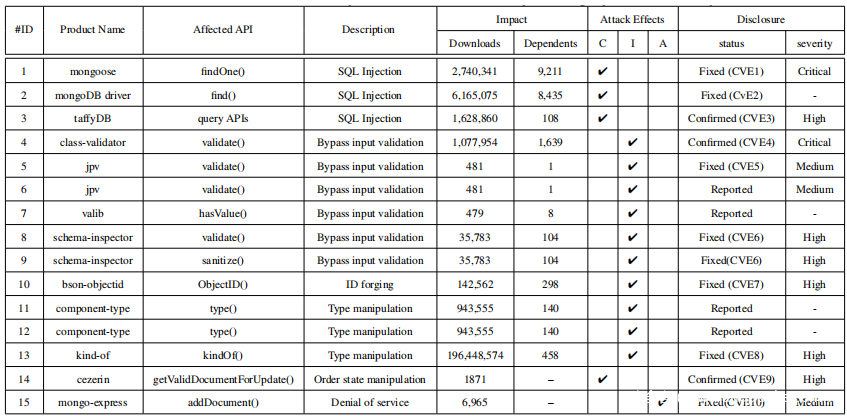 #ID Product Name Affected API Description Impact Attack Effects Disclosure
Downloads Dependents C I A status severity
1 mongoose findOne() SQL Injection 2,740,341 9,211 ✔ Fixed (CVE1) Critical
2 mongoDB driver find() SQL Injection 6,165,075 8,435 ✔ Fixed (CvE2) -
3 taffyDB query APIs SQL Injection 1,628,860 108 ✔ Confirmed (CVE3) High
4 class-validator validate() Bypass input validation 1,077,954 1,639 ✔ Confirmed (CVE4) Critical
5 jpv validate() Bypass input validation 481 1 ✔ Fixed (CVE5) Medium
6 jpv validate() Bypass input validation 481 1 ✔ Reported Medium
7 valib hasValue() Bypass input validation 479 8 ✔ Reported -
8 schema-inspector validate() Bypass input validation 35,783 104 ✔ Fixed (CVE6) High
9 schema-inspector sanitize() Bypass input validation 35,783 104 ✔ Fixed(CVE6) High
10 bson-objectid ObjectID() ID forging 142,562 298 ✔ Fixed (CVE7) High
11 component-type type() Type manipulation 943,555 140 ✔ Reported -
12 component-type type() Type manipulation 943,555 140 ✔ Reported -
13 kind-of kindOf() Type manipulation 196,448,574 458 ✔ Fixed (CVE8) High
14 cezerin getValidDocumentForUpdate() Order state manipulation 1871 – ✔ Confirmed (CVE9) High
15 mongo-express addDocument() Denial of service 6,965 – ✔ Fixed(CVE10) Medium